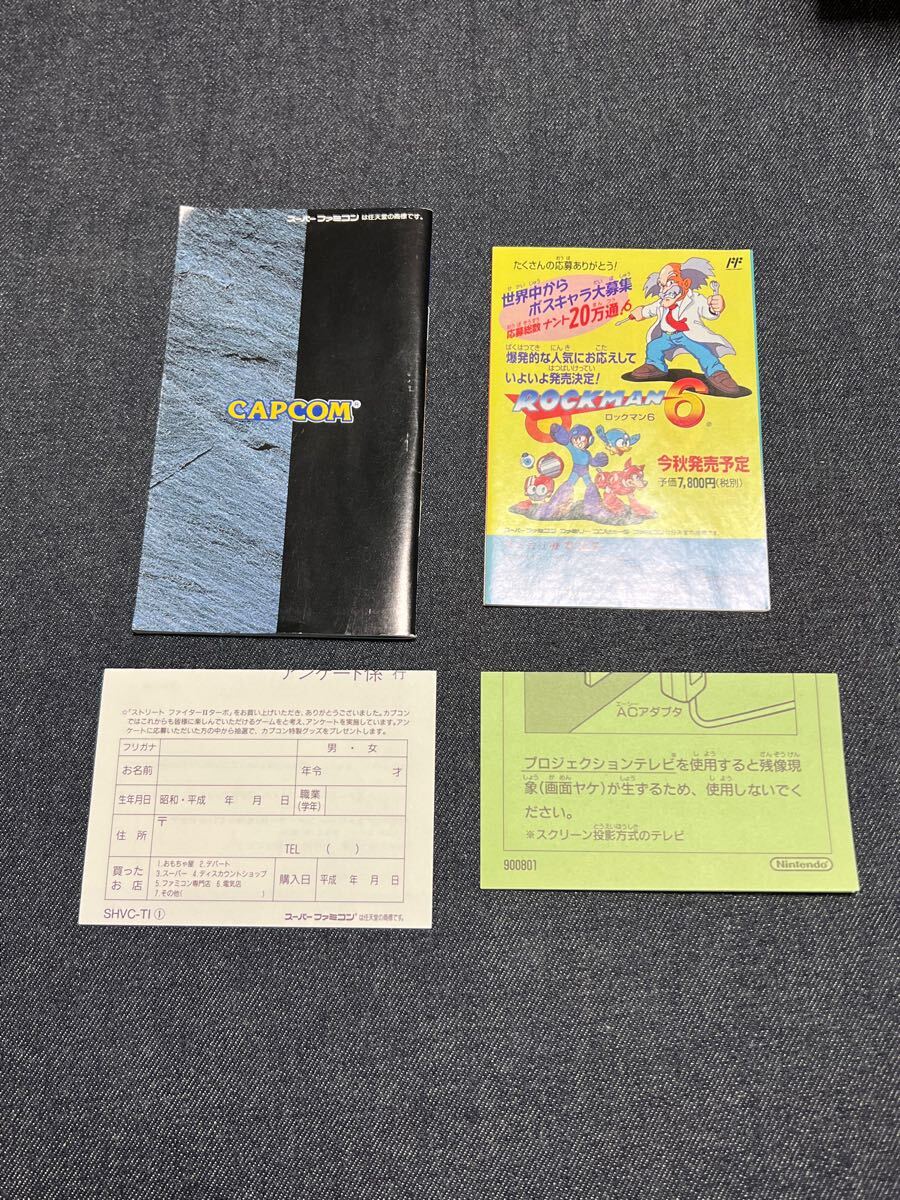 スーパーファミコンは任天堂の商標です。
CAPCOM®
たくさんの応募ありがとう!
世界中から
ボスキャラ大募集
応募総数 ナント20万通!
爆発的な人気にお応えして
いよいよ発売決定!
ROCKMAN6
ロックマン6
今秋発売予定
予価7,800円(税別)
アンケート係 行
☆「ストリート ファイターIIターボ」をお買い上げいただき、ありがとうございました。カプコン
ではこれからも皆様に楽しんでいただけるゲームをと考え、アンケートを実施しています。アン
ケートに応募いただいた方の中から抽選で、カプコン特製グッズをプレゼントします。
フリガナ 男・女
お名前 年令 才
生年月日 昭和・平成 年 月 日 職業(学年)
住所 〒
TEL ( )
買ったお店 1.おもちゃ屋 2.デパート
3.スーパー 4.ディスカウントショップ
5.ファミコン専門店 6.電気店
7.その他( )
購入日 平成 年 月 日
SHVC-TI ①
スーパーファミコン®は任天堂の商標です。
ACアダプタ
プロジェクションテレビ※を使用すると残像現
象(画面ヤケ)が生ずるため、使用しないでく
ださい。
※スクリーン投影方式のテレビ
900801
Nintendo